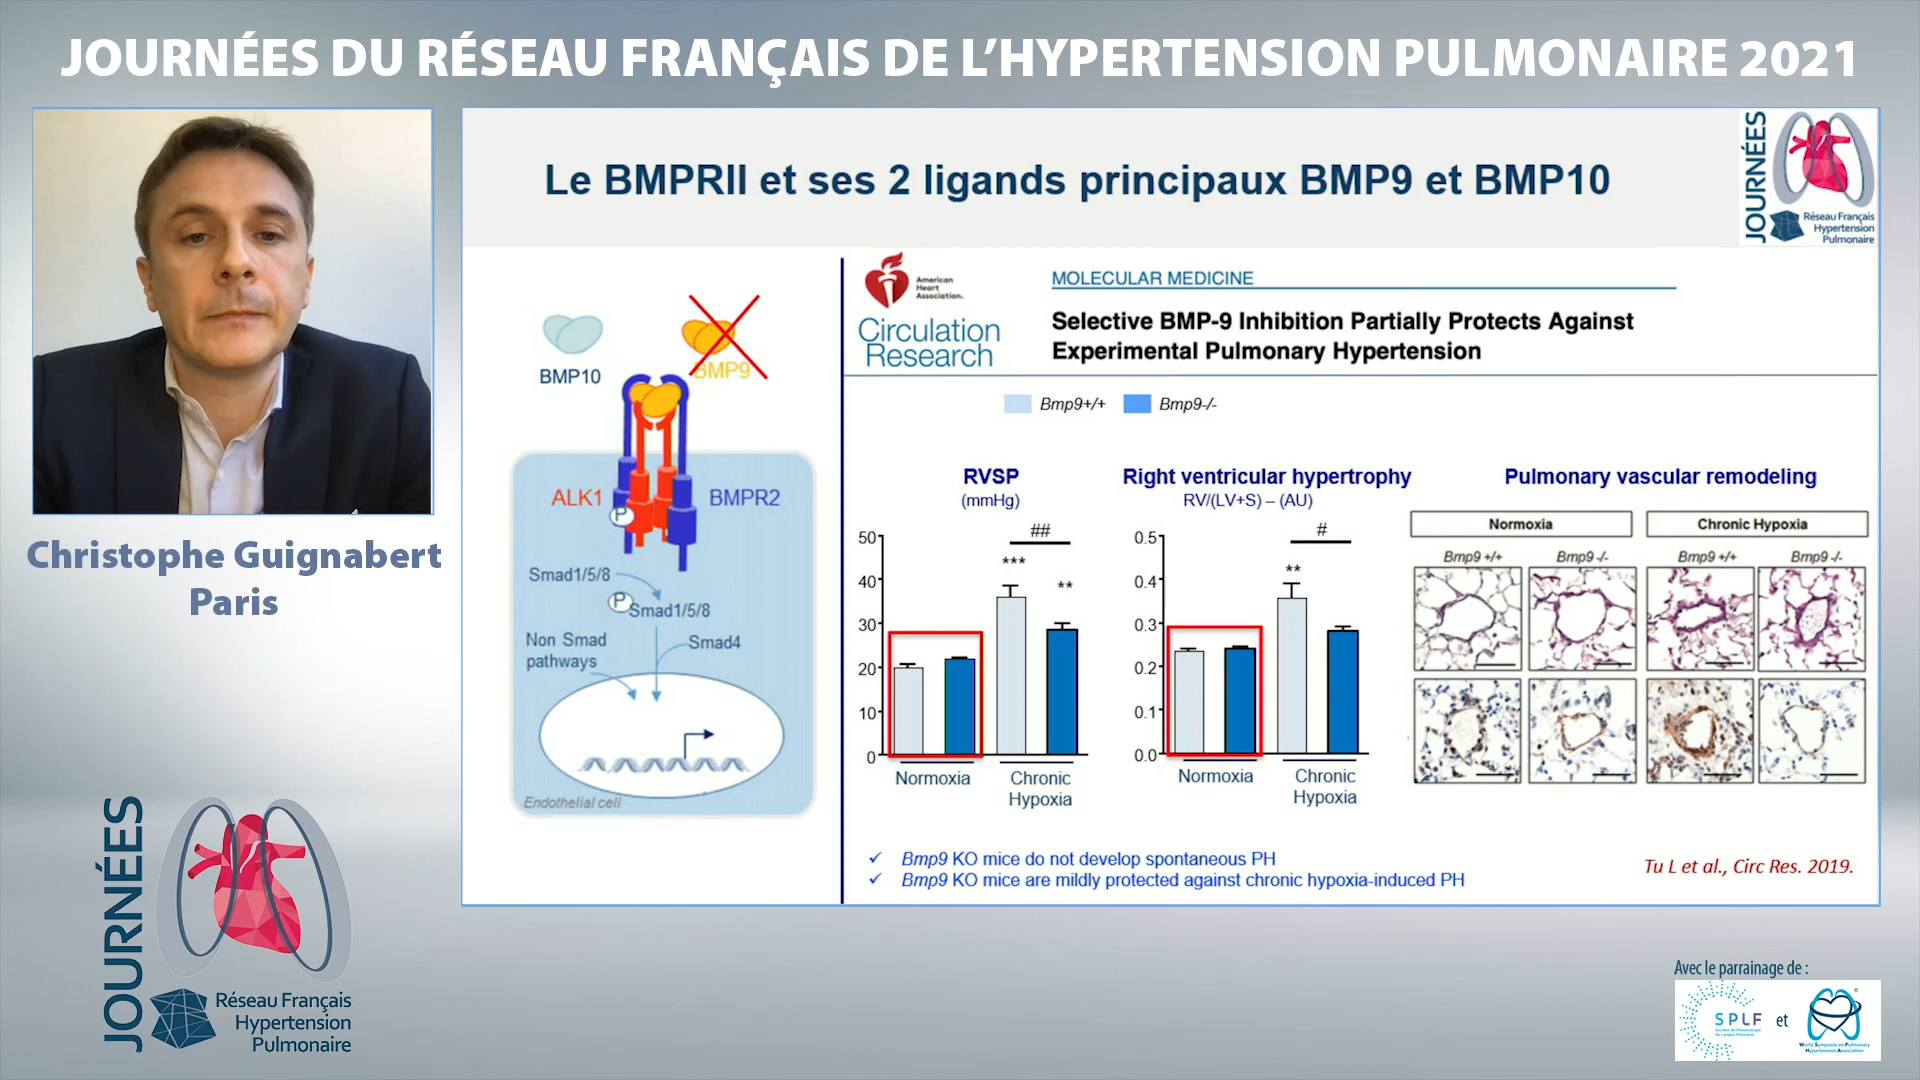 JOURNÉES DU RÉSEAU FRANÇAIS DE L'HYPERTENSION PULMONAIRE 2021
Christophe Guignabert
Paris
Le BMPRII et ses 2 ligands principaux BMP9 et BMP10
JOURNÉES
Réseau Français
Hypertension
Pulmonaire
BMP10
BMP9
ALK1
BMPR2
P
Smad1/5/8
P
Smad1/5/8
Non Smad
pathways
Smad4
Endothelial cell
American
Heart
Association.
Circulation
Research
MOLECULAR MEDICINE
Selective BMP-9 Inhibition Partially Protects Against
Experimental Pulmonary Hypertension
Bmp9+/+
Bmp9-/-
RVSP
(mmHg)
50
40
30
20
10
0
##
***
**
Normoxia
Chronic
Hypoxia
Right ventricular hypertrophy
RV/(LV+S) – (AU)
0.5
0.4
0.3
0.2
0.1
0.0
#
**
Normoxia
Chronic
Hypoxia
Pulmonary vascular remodeling
Normoxia
Chronic Hypoxia
Bmp9 +/+
Bmp9 -/-
Bmp9 +/+
Bmp9 -/-
✓ Bmp9 KO mice do not develop spontaneous PH
✓ Bmp9 KO mice are mildly protected against chronic hypoxia-induced PH
Tu L et al., Circ Res. 2019.
JOURNÉES
Réseau Français
Hypertension
Pulmonaire
Avec le parrainage de :
SPLF
Société de Pneumologie
de Langue Française
et
World Symposia on Pulmonary
Hypertension Association